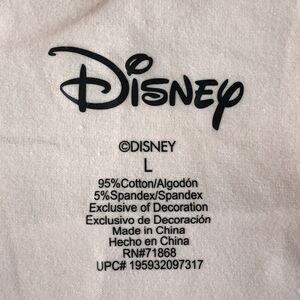 Disney
©DISNEY
L
95%Cotton/Algodón
5%Spandex/Spandex
Exclusive of Decoration
Exclusivo de Decoración
Made in China
Hecho en China
RN#71868
UPC# 195932097317